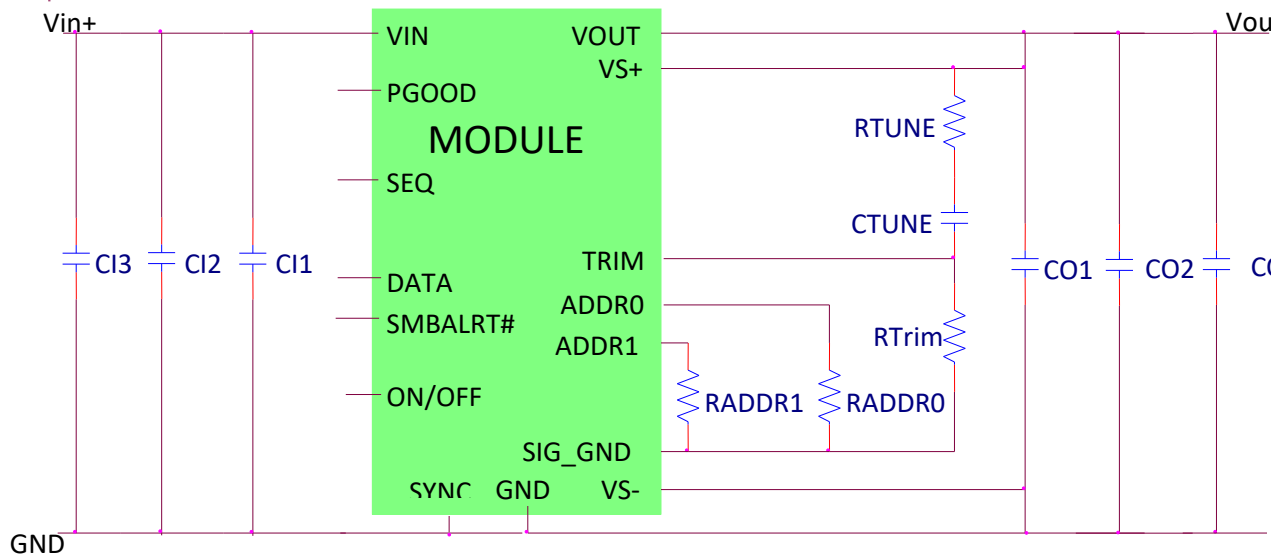 Vin+
VIN
VOUT
Vou
VS+
PGOOD
MODULE
RTUNE
SEQ
CTUNE
TRIM
CI3
CI2
CI1
CO1
CO2
DATA
ADDR0
SMBALRT#
RTrim
ADDR1
ON/OFF
RADDR1
RADDR0
SIG_GND
SYNC
GND
VS-
GND